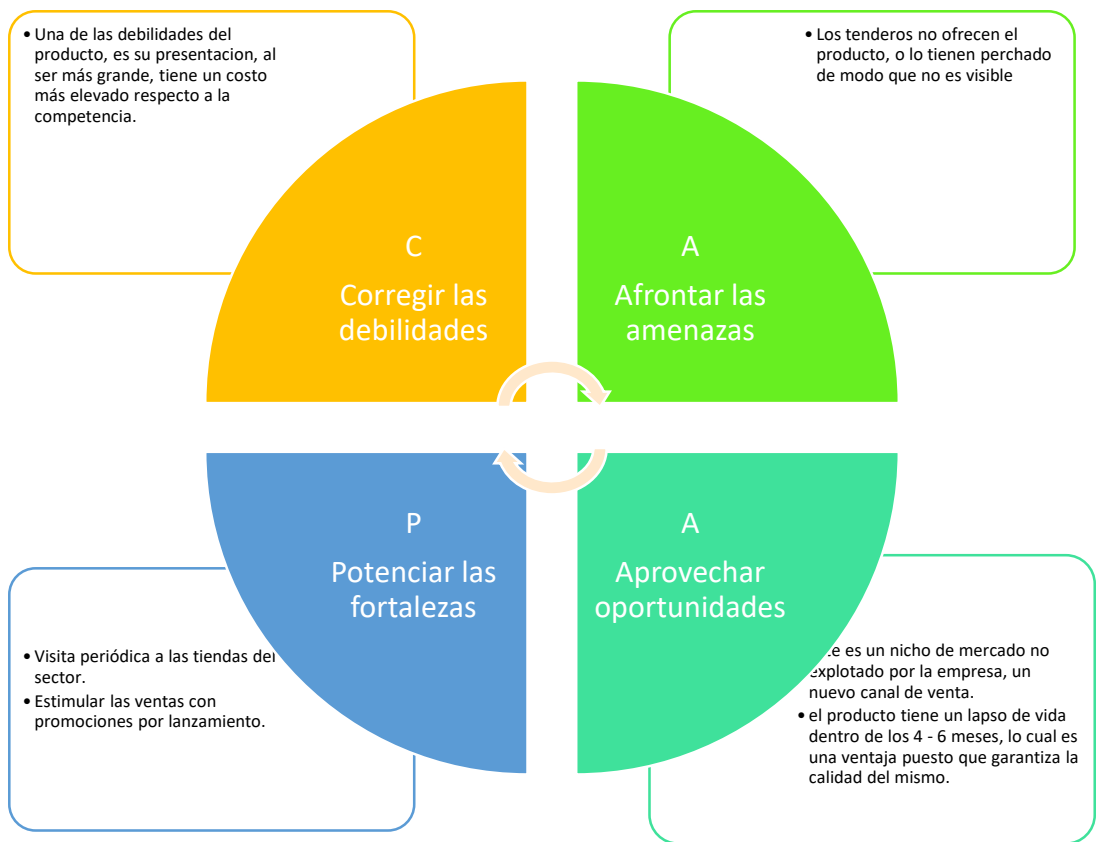 • Una de las debilidades del
producto, es su presentacion, al
ser más grande, tiene un costo
más elevado respecto a la
competencia.
• Los tenderos no ofrecen el
producto, o lo tienen perchado
de modo que no es visible
C
Corregir las
debilidades
A
Afrontar las
amenazas
P
Potenciar las
fortalezas
A
Aprovechar
oportunidades
• Visita periódica a las tiendas del
sector.
• Estimular las ventas con
promociones por lanzamiento.
es un nicho de mercado no
explotado por la empresa, un
nuevo canal de venta.
• el producto tiene un lapso de vida
dentro de los 4 - 6 meses, lo cual es
una ventaja puesto que garantiza la
calidad del mismo.